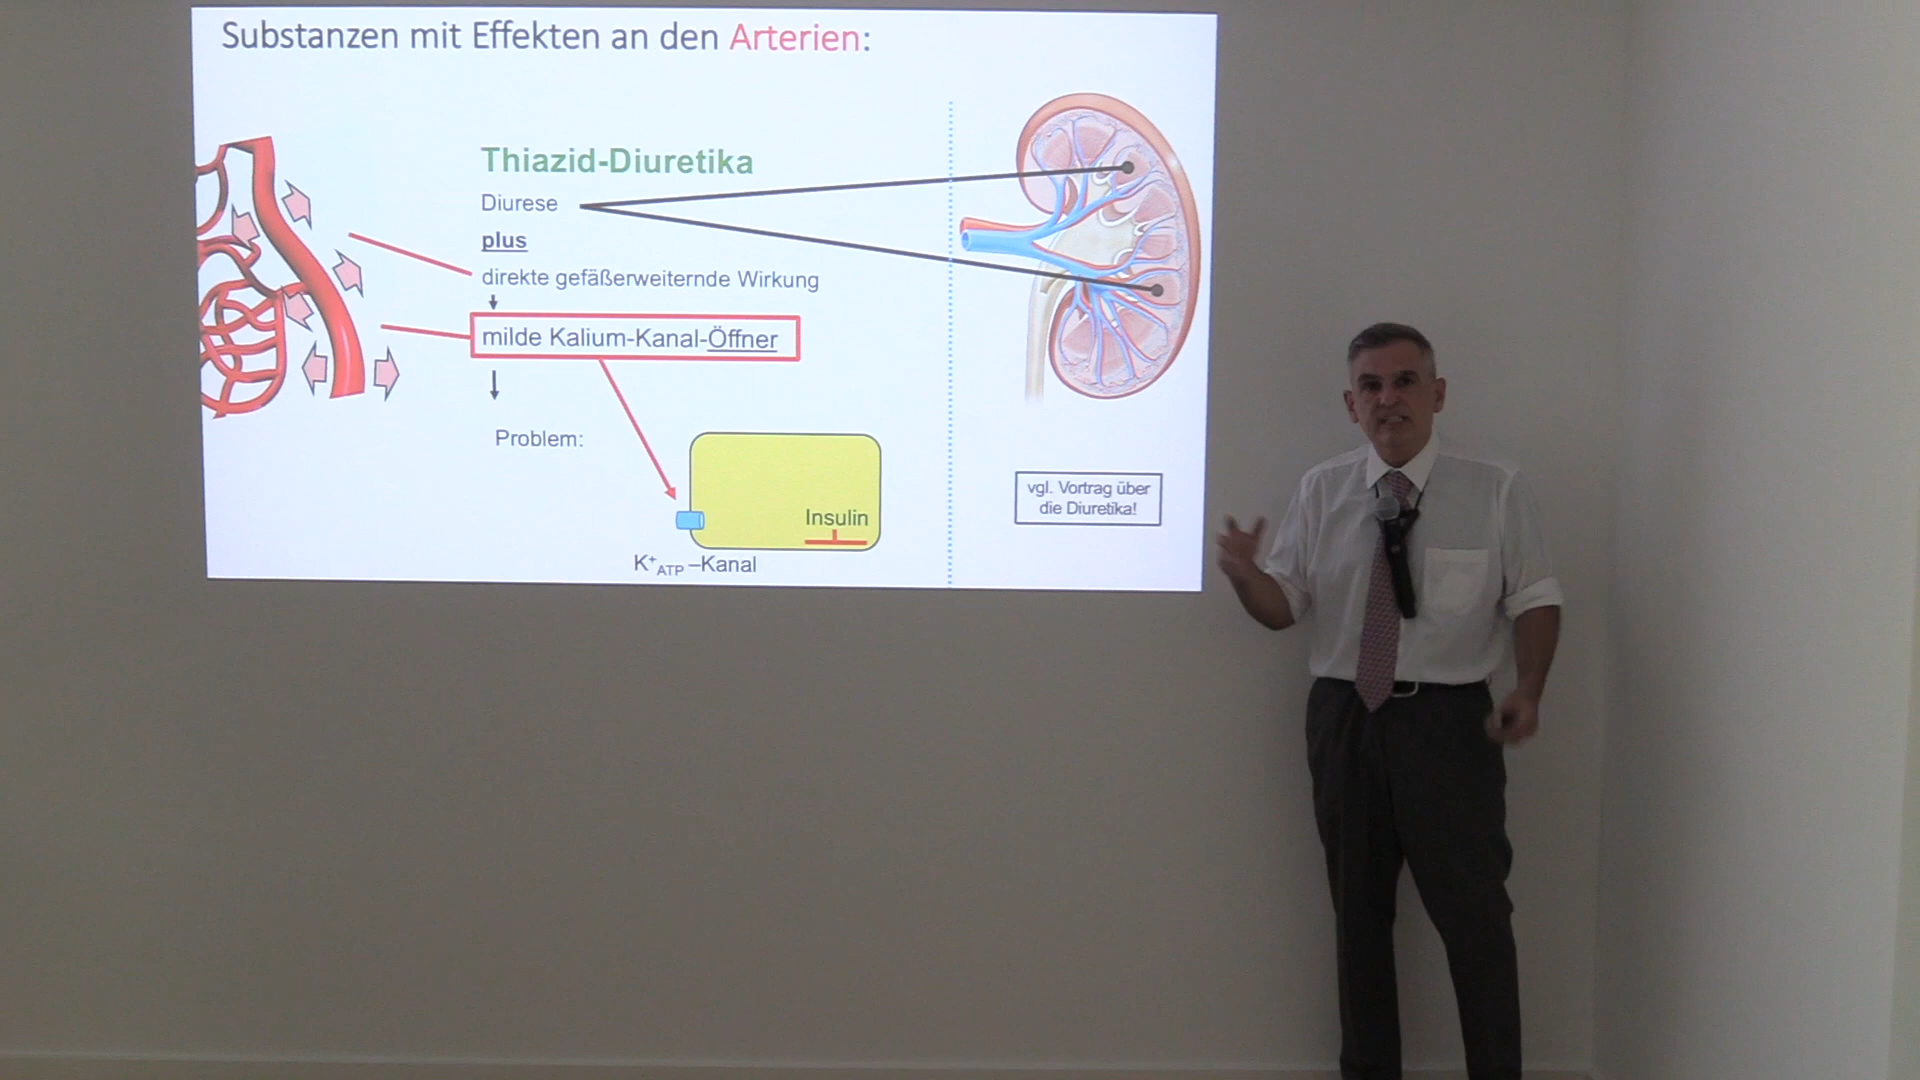 Substanzen mit Effekten an den Arterien:
Thiazid-Diuretika
Diurese
plus
direkte gefäßerweiternde Wirkung
milde Kalium-Kanal-Öffner
Problem:
Insulin
K⁺ATP –Kanal
vgl. Vortrag über
die Diuretika!